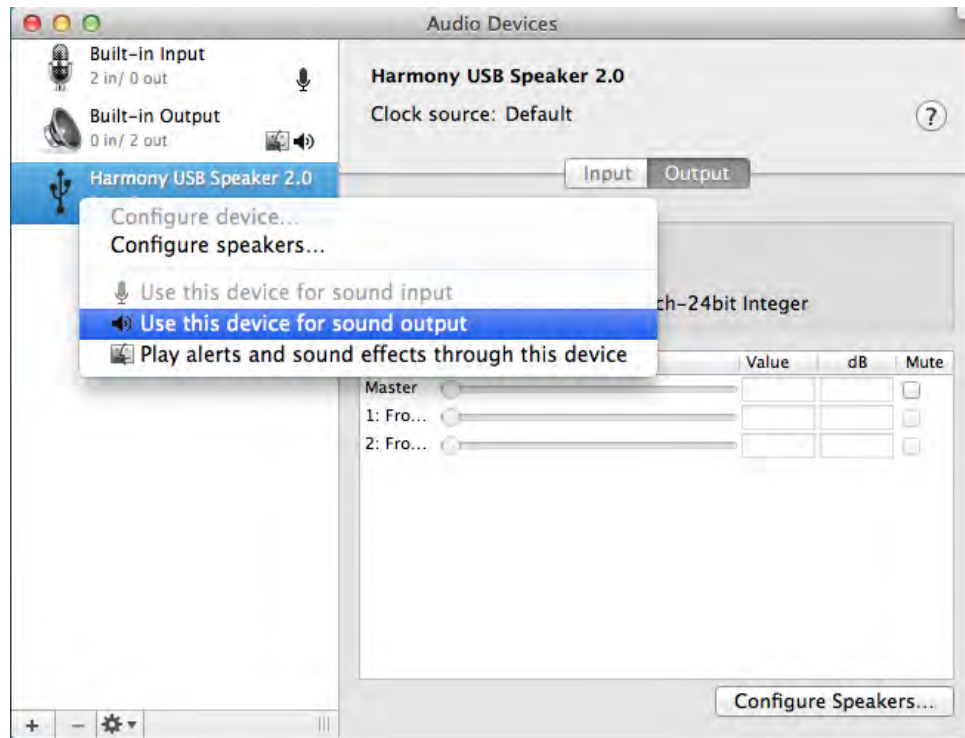 Audio Devices
Built-in Input
2 in/ 0 out
Built-in Output
0 in/ 2 out
Harmony USB Speaker 2.0
Configure device...
Configure speakers...
Use this device for sound input
Use this device for sound output
Play alerts and sound effects through this device
Harmony USB Speaker 2.0
Clock source: Default
?
Input Output
ch-24bit Integer
Value dB Mute
Master
1: Fro...
2: Fro...
Configure Speakers...